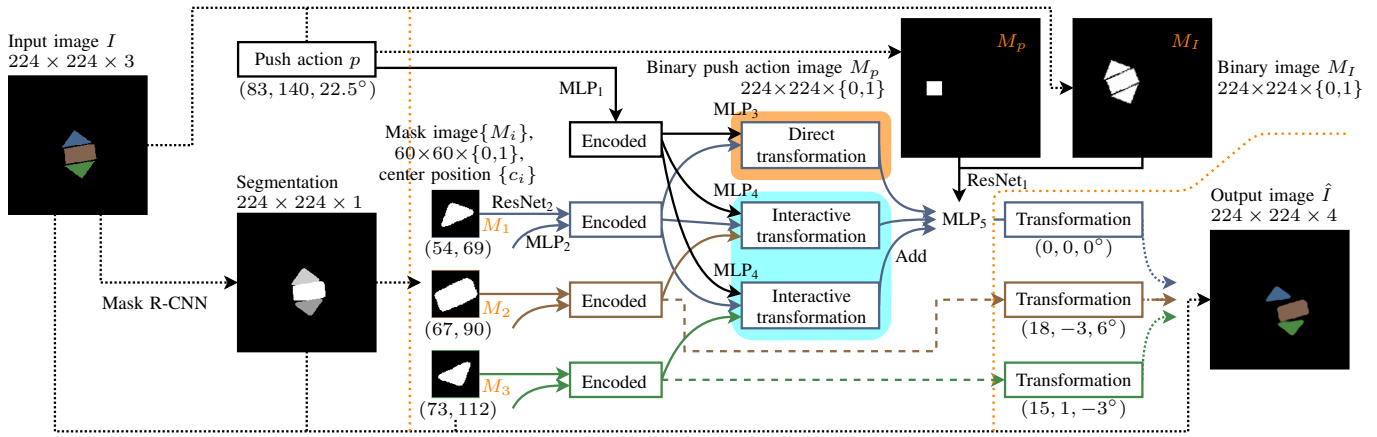 Input image I
224 × 224 × 3
Push action p
(83, 140, 22.5°)
MLP₁
Binary push action image Mₚ
224×224×{0,1}
Mₚ
M_I
Binary image M_I
224×224×{0,1}
Mask image{Mᵢ},
60×60×{0,1},
center position {cᵢ}
Segmentation
224 × 224 × 1
Mask R-CNN
ResNet₂
M₁
(54, 69)
MLP₂
M₂
(67, 90)
M₃
(73, 112)
Encoded
Encoded
Encoded
Encoded
MLP₃
Direct
transformation
MLP₄
Interactive
transformation
MLP₄
Interactive
transformation
Add
ResNet₁
MLP₅
Transformation
(0, 0, 0°)
Transformation
(18, −3, 6°)
Transformation
(15, 1, −3°)
Output image Î
224 × 224 × 4